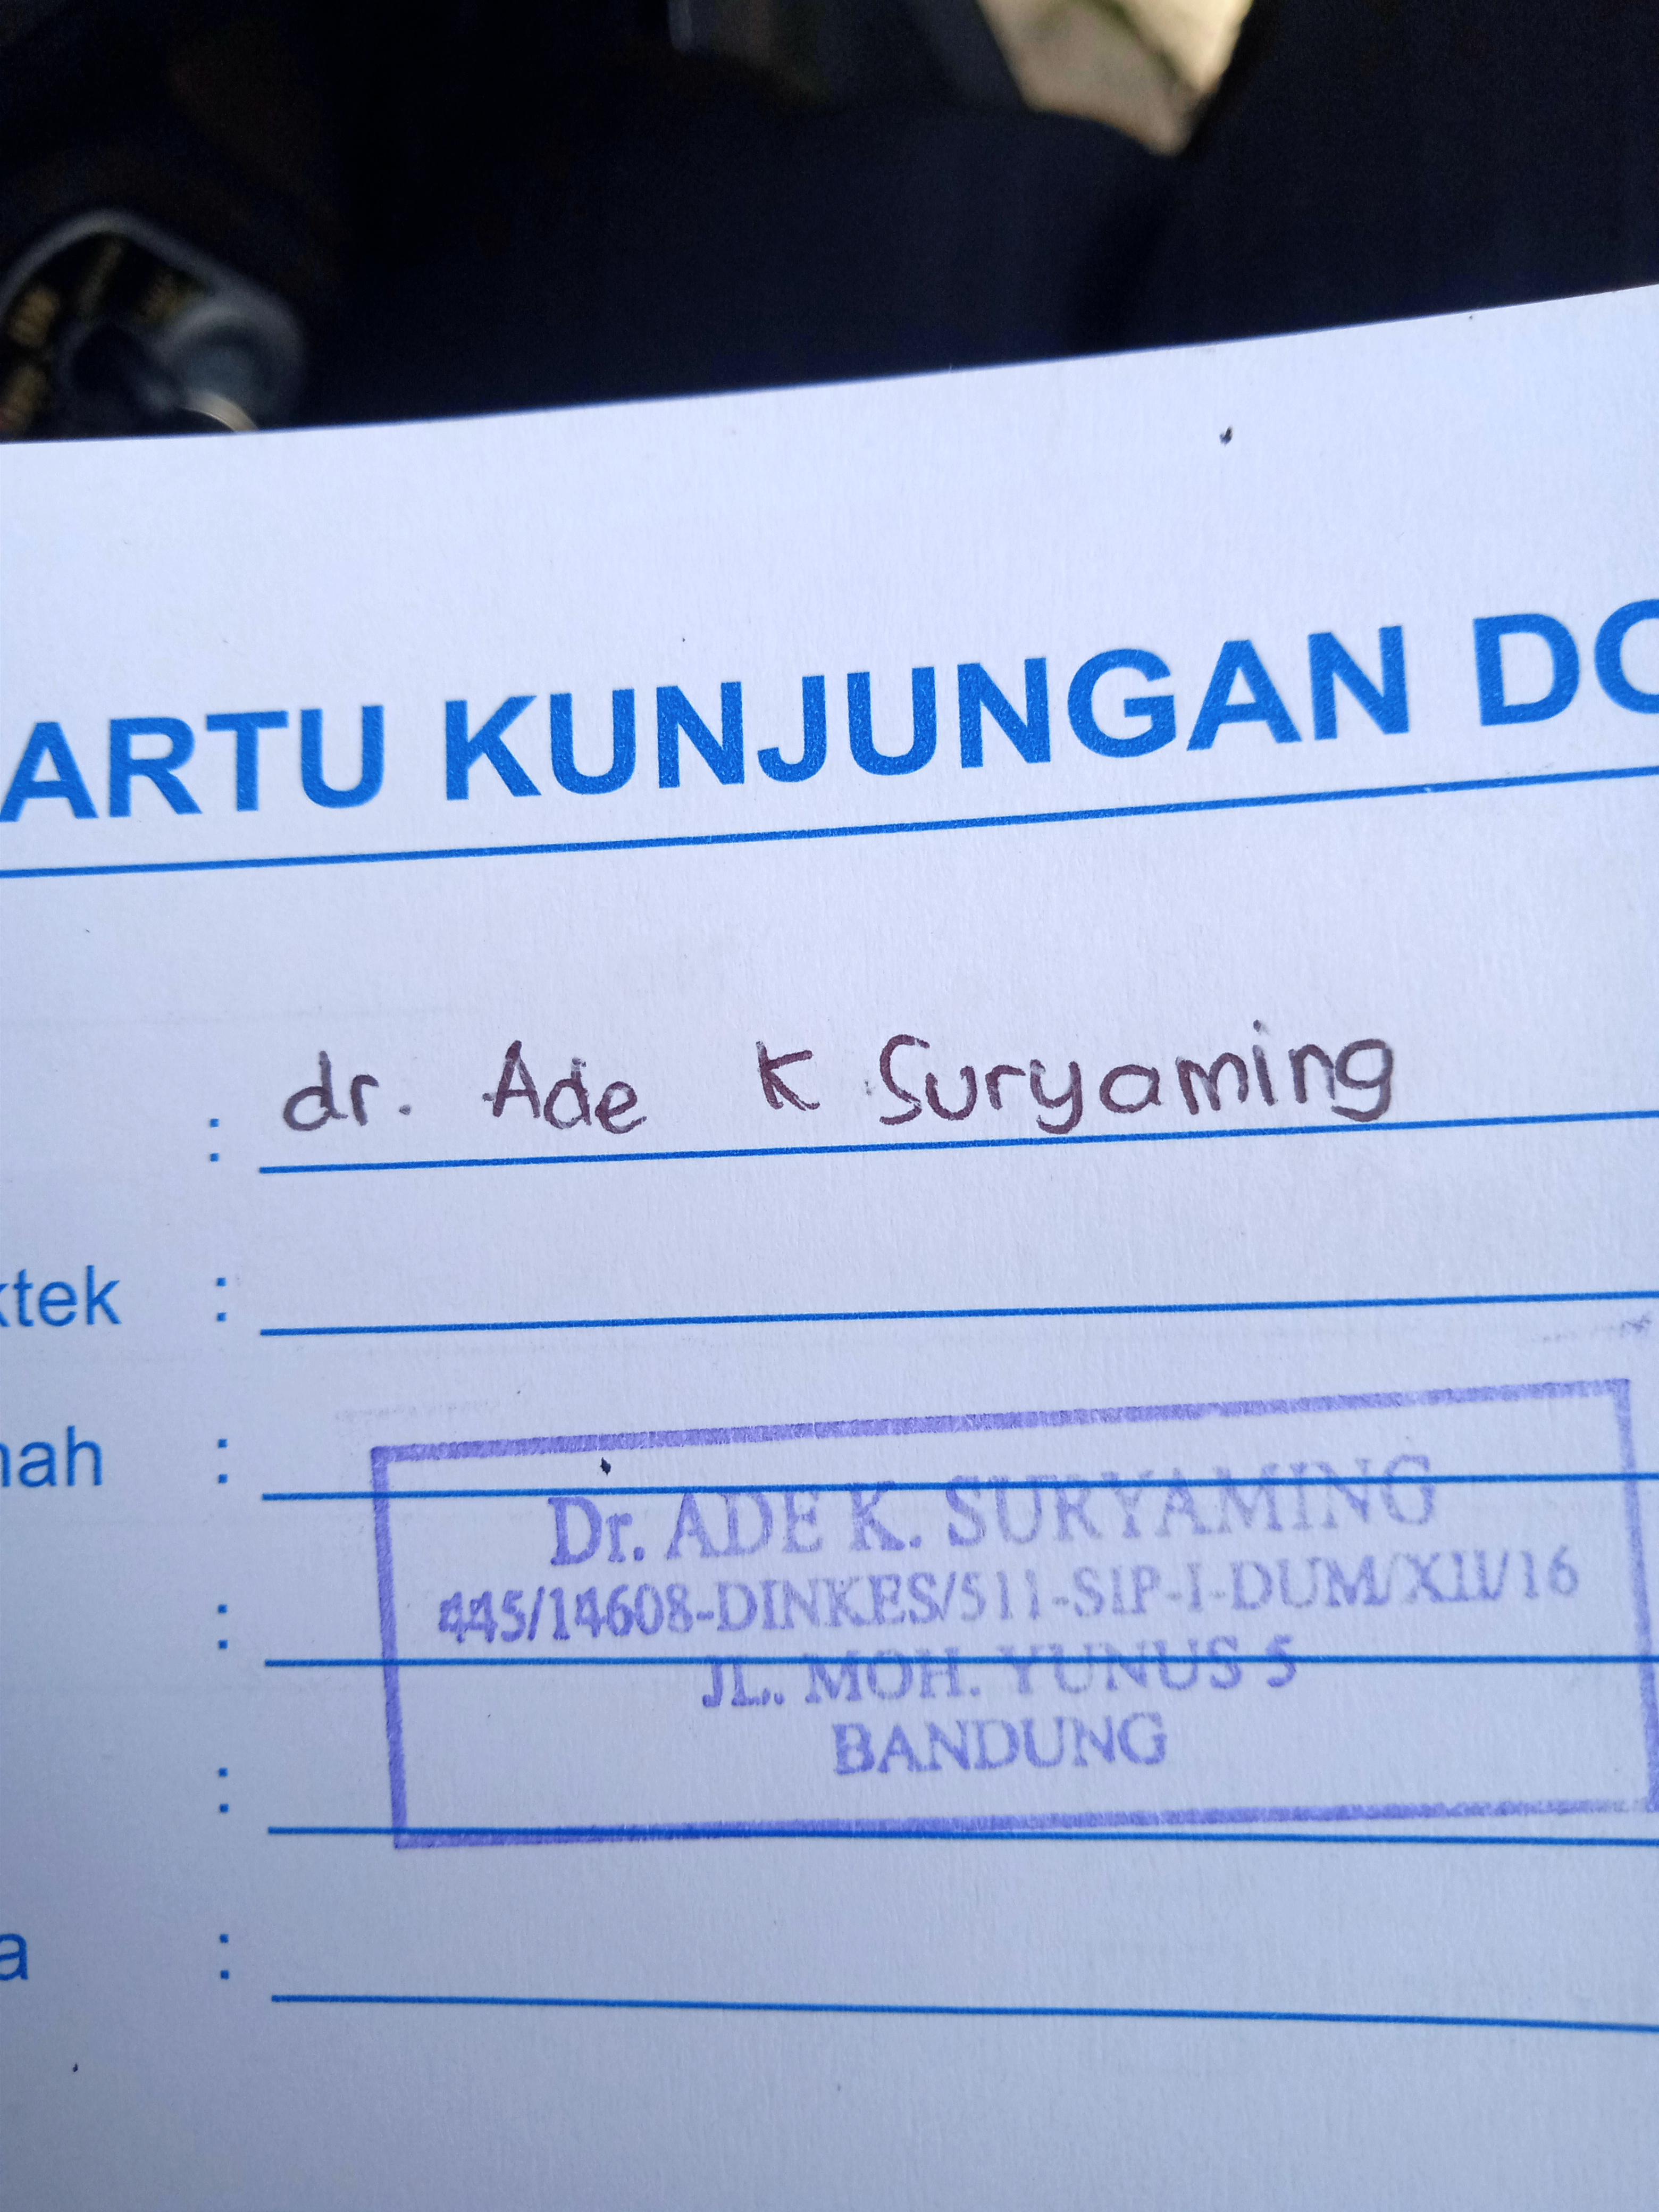 ARTU KUNJUNGAN DO
: dr. Ade K Suryaming
ktek :
nah :
Dr. ADE K. SURYAMING
445/14608-DINKES/511-SIP-I-DUM/XII/16
:
JL. MOH. YUNUS 5
BANDUNG
:
a :